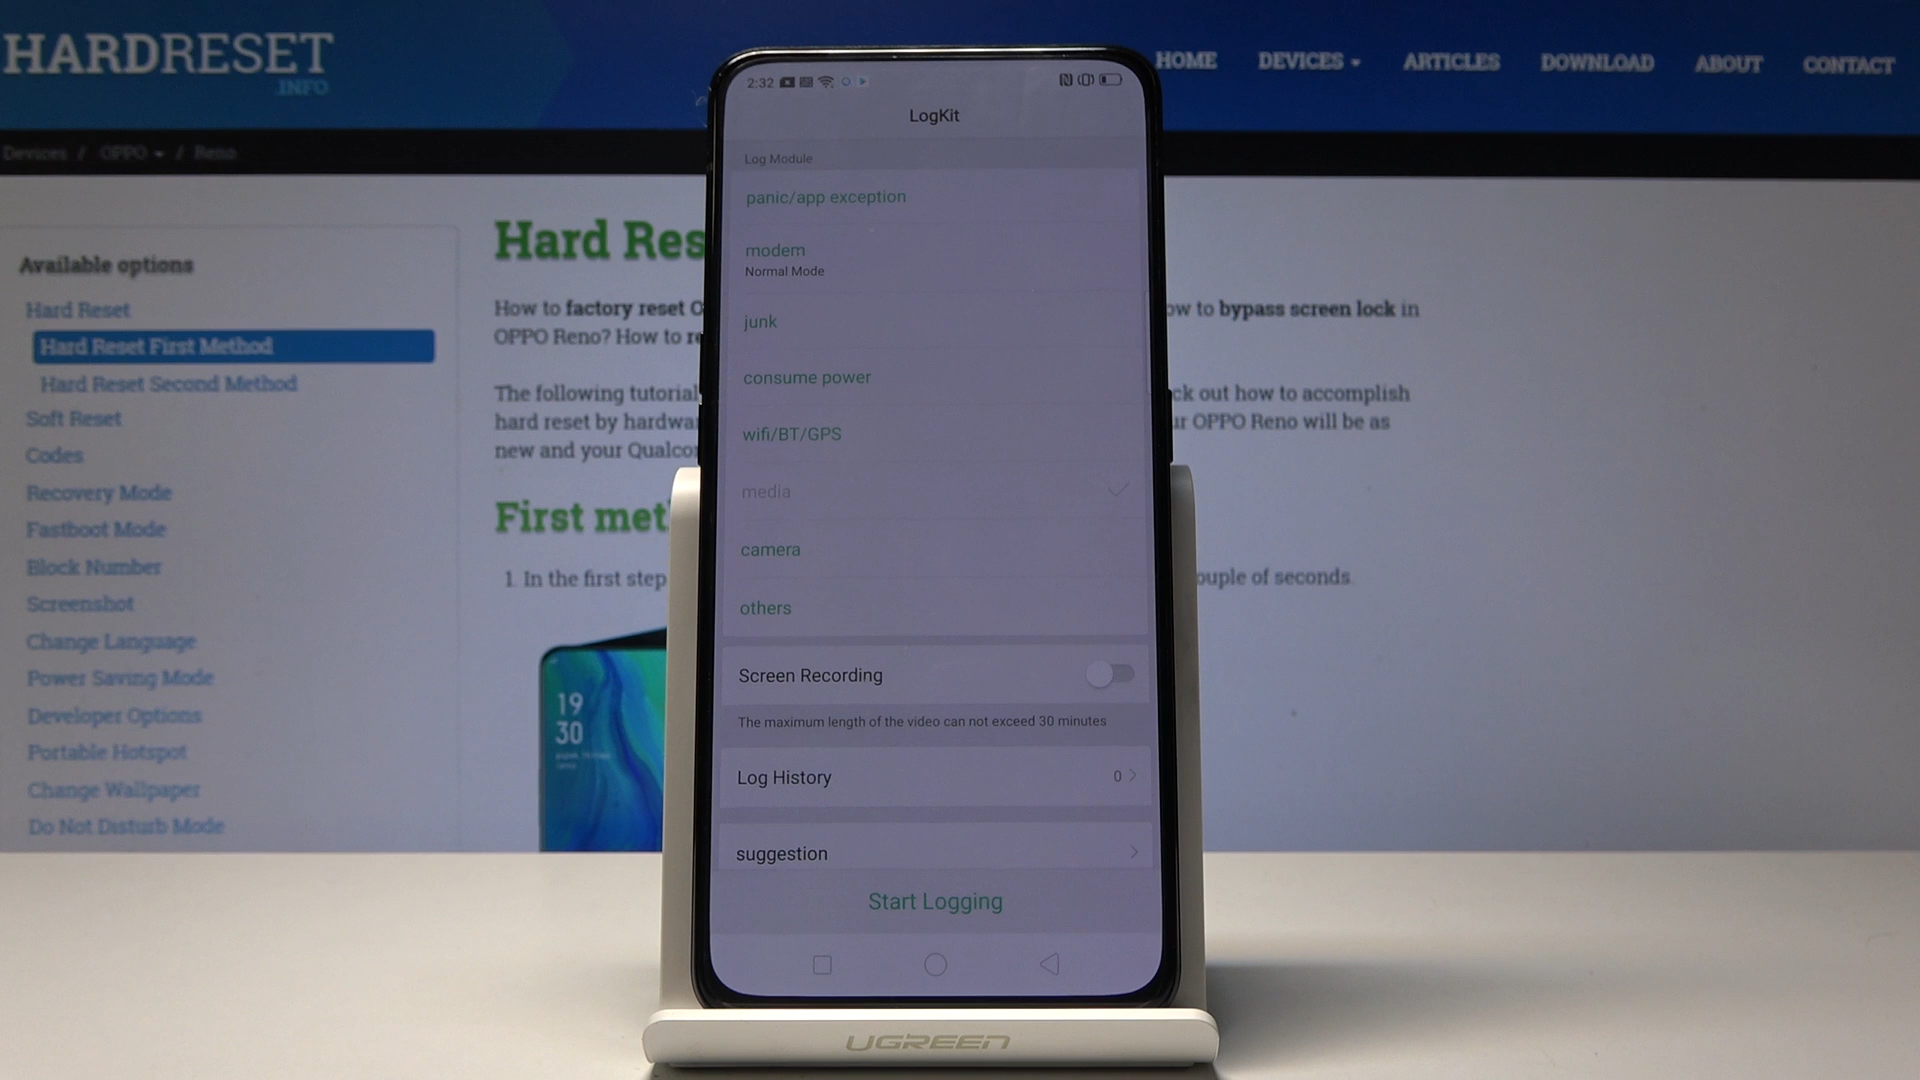 HARDRESET
.INFO
HOME DEVICES ARTICLES DOWNLOAD ABOUT CONTACT
Devices / OPPO / Reno
Available options
Hard Reset
Hard Reset First Method
Hard Reset Second Method
Soft Reset
Codes
Recovery Mode
Fastboot Mode
Block Number
Screenshot
Change Language
Power Saving Mode
Developer Options
Portable Hotspot
Change Wallpaper
Do Not Disturb Mode
Hard Res
How to factory reset O
ow to bypass screen lock in
OPPO Reno? How to re
The following tutorial
ck out how to accomplish
hard reset by hardwar
ur OPPO Reno will be as
new and your Qualco
First met
1. In the first step
ouple of seconds.
19
30
2:32
LogKit
Log Module
panic/app exception
modem
Normal Mode
junk
consume power
wifi/BT/GPS
media
camera
others
Screen Recording
The maximum length of the video can not exceed 30 minutes
Log History 0
suggestion
Start Logging
UGREEN